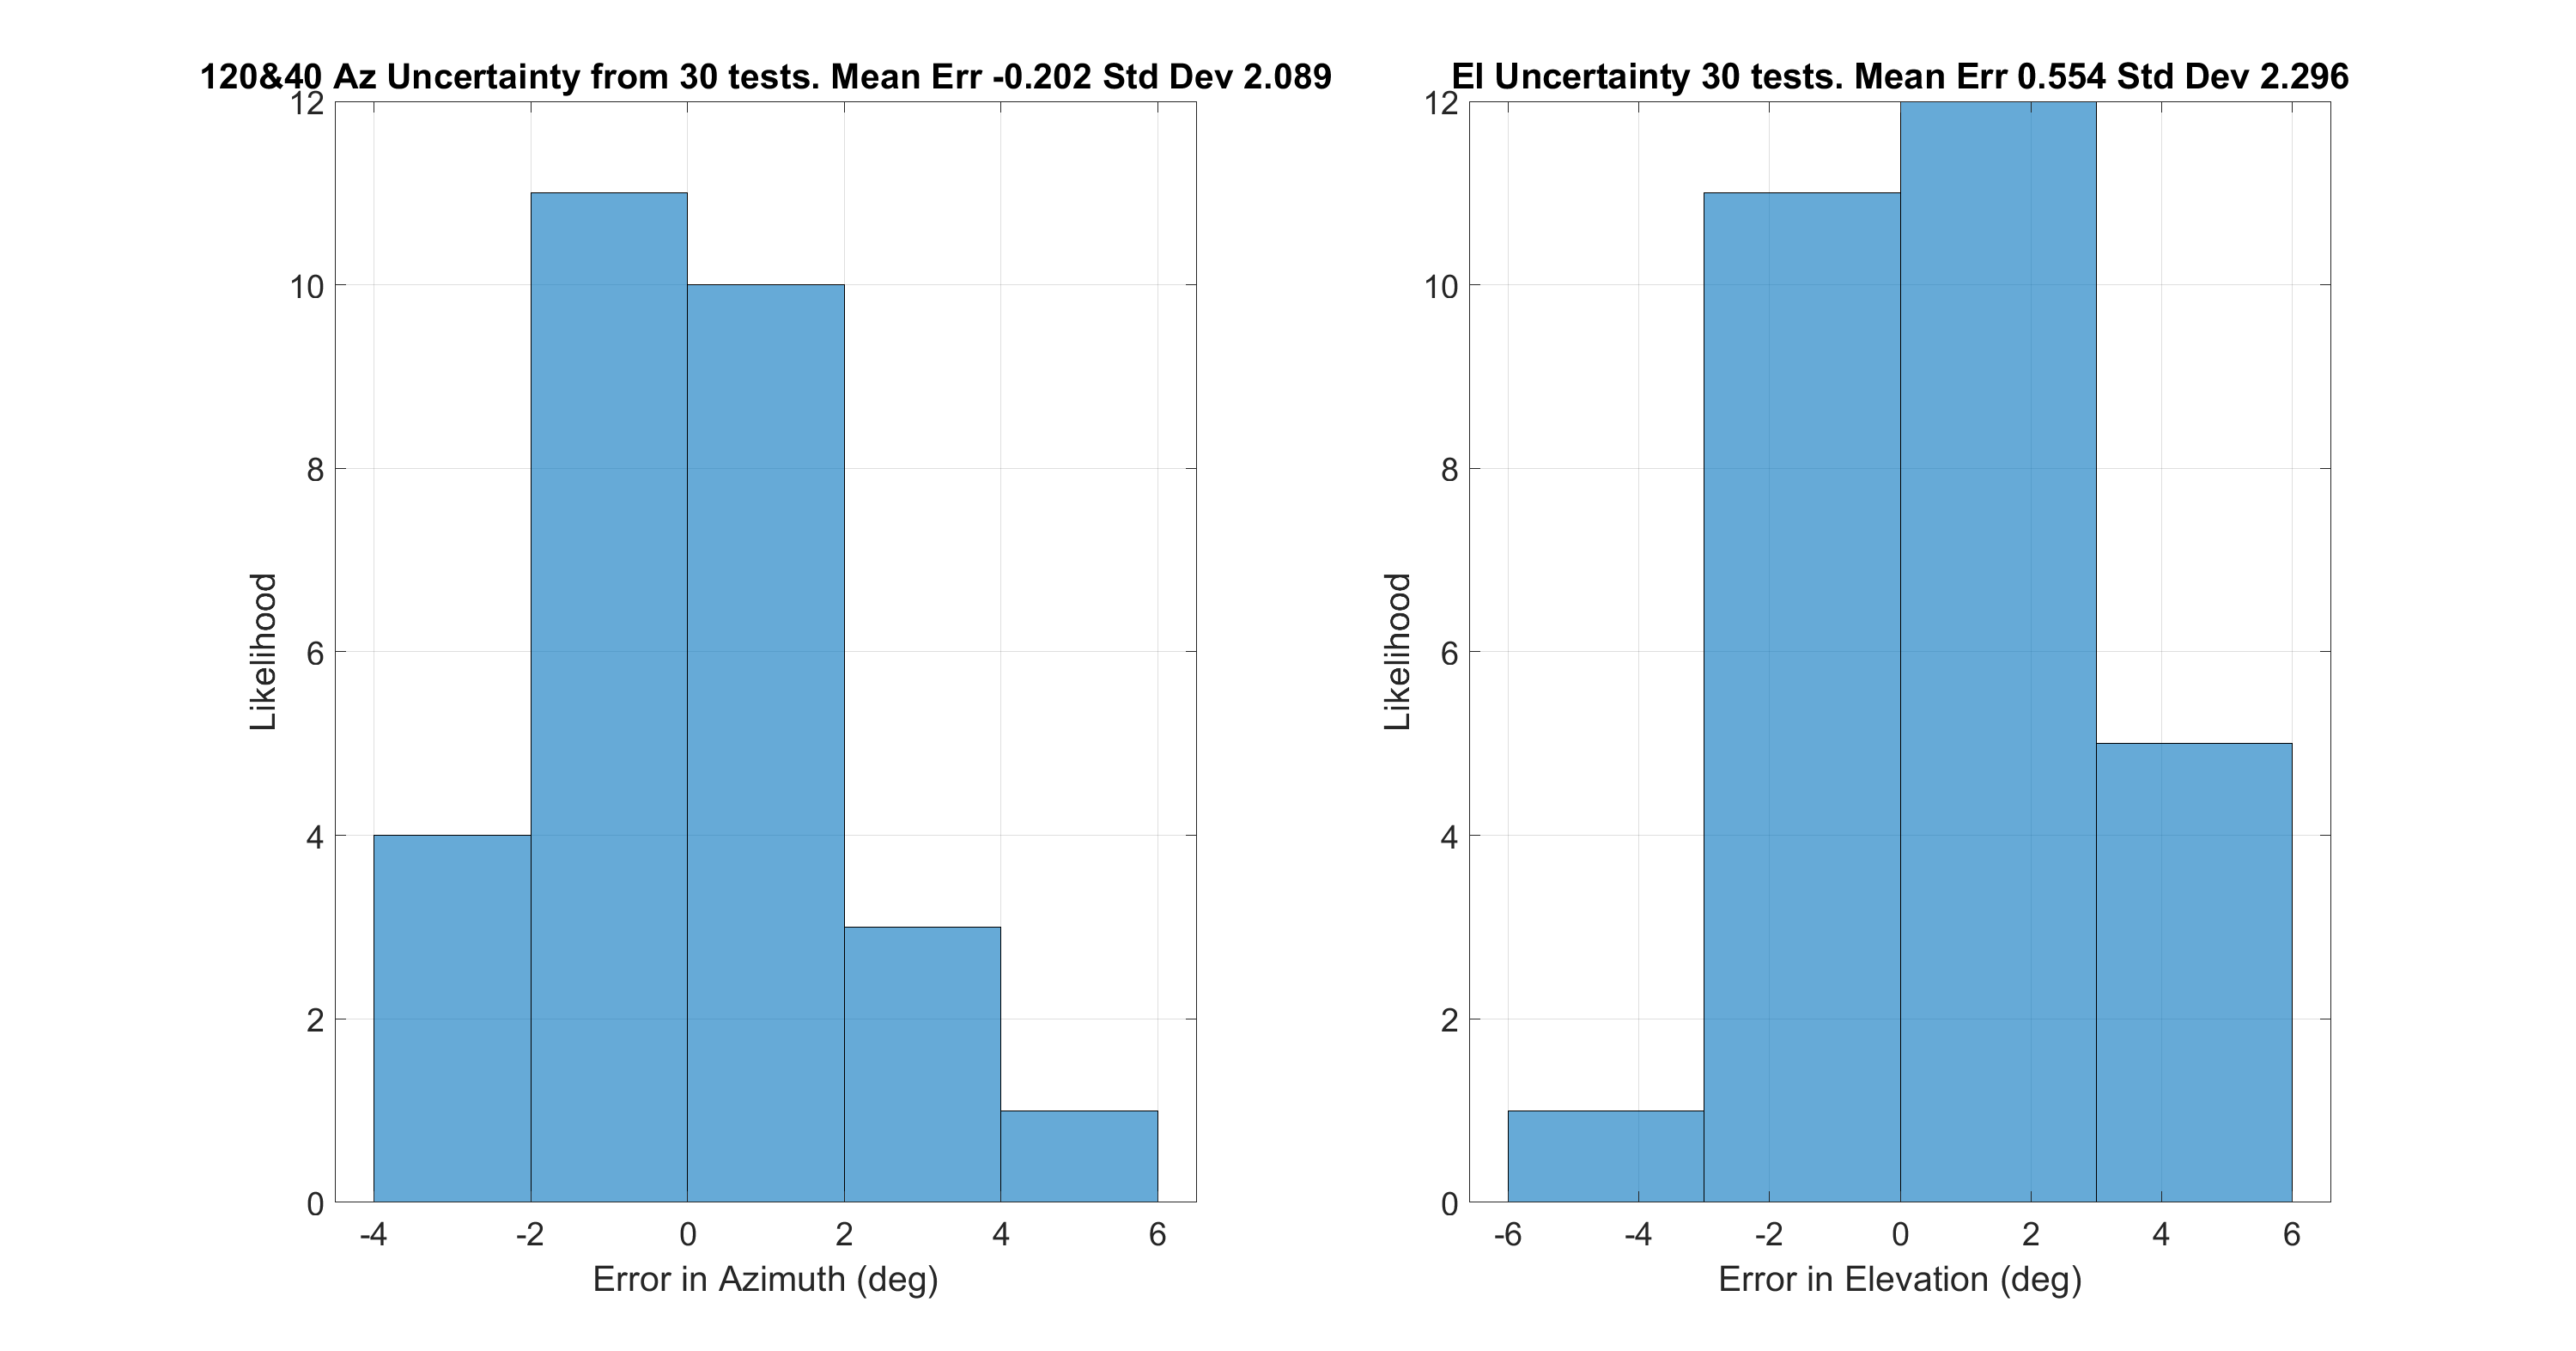 120&40 Az Uncertainty from 30 tests. Mean Err -0.202 Std Dev 2.089
12
10
8
6
4
2
0
Likelihood
-4 -2 0 2 4 6
Error in Azimuth (deg)
El Uncertainty 30 tests. Mean Err 0.554 Std Dev 2.296
12
10
8
6
4
2
0
Likelihood
-6 -4 -2 0 2 4 6
Error in Elevation (deg)